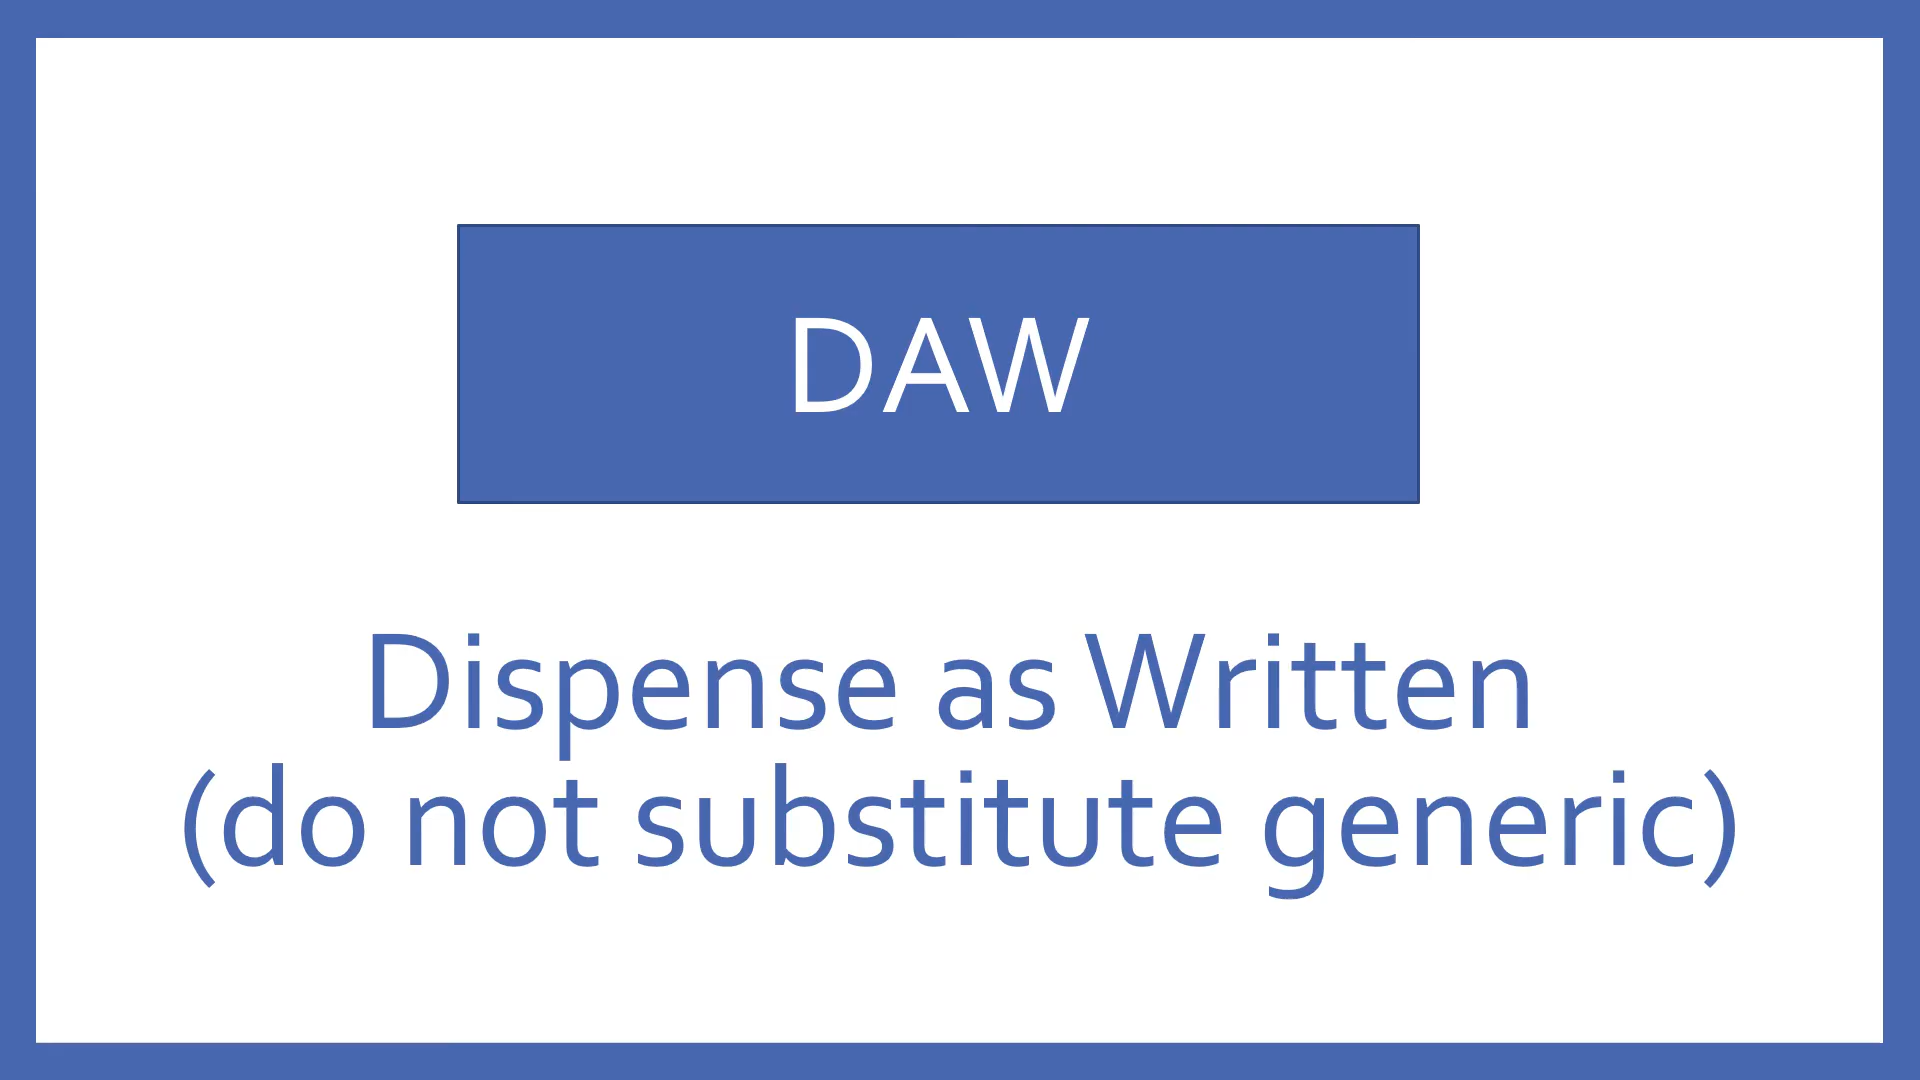 DAW
Dispense as Written
(do not substitute generic)